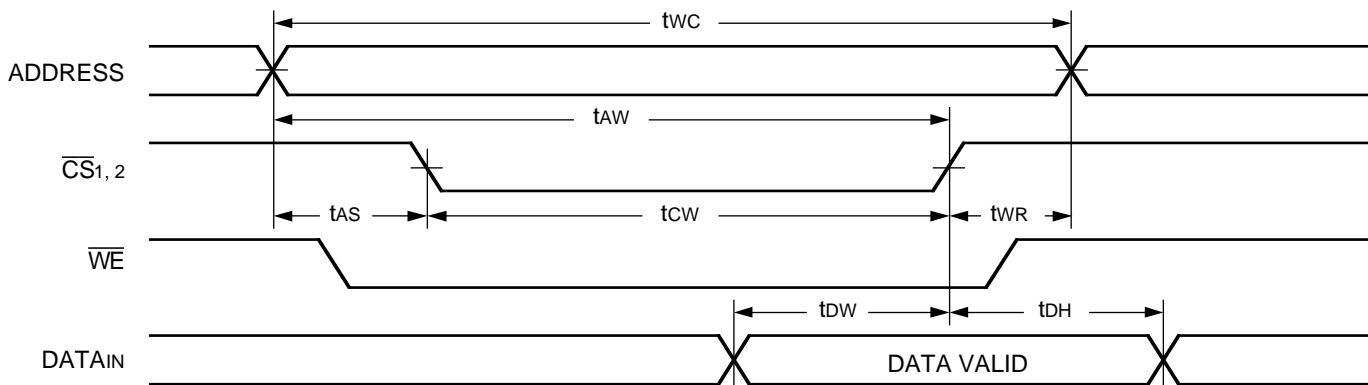 tWC
ADDRESS
tAW
CS1, 2
tAS tCW tWR
WE
tDW tDH
DATAIN DATA VALID